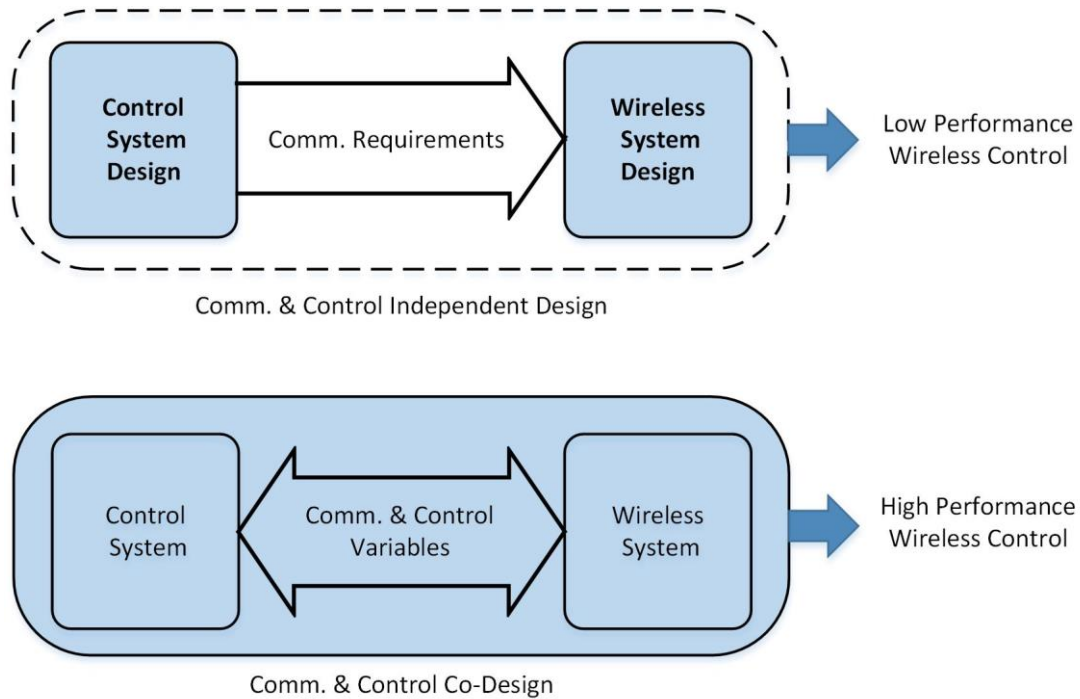 Control
System
Design
Comm. Requirements
Wireless
System
Design
Low Performance
Wireless Control
Comm. & Control Independent Design
Control
System
Comm. & Control
Variables
Wireless
System
High Performance
Wireless Control
Comm. & Control Co-Design